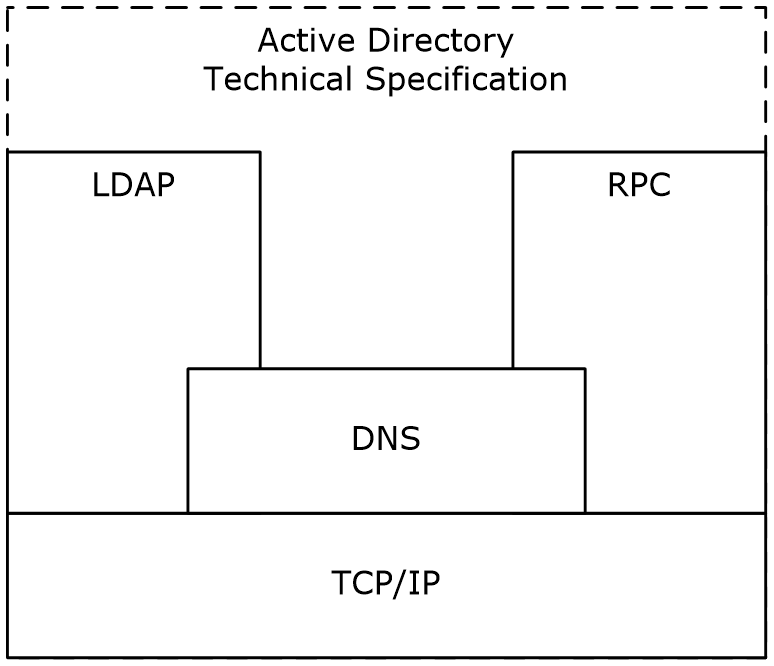 Active Directory
Technical Specification
LDAP
RPC
DNS
TCP/IP